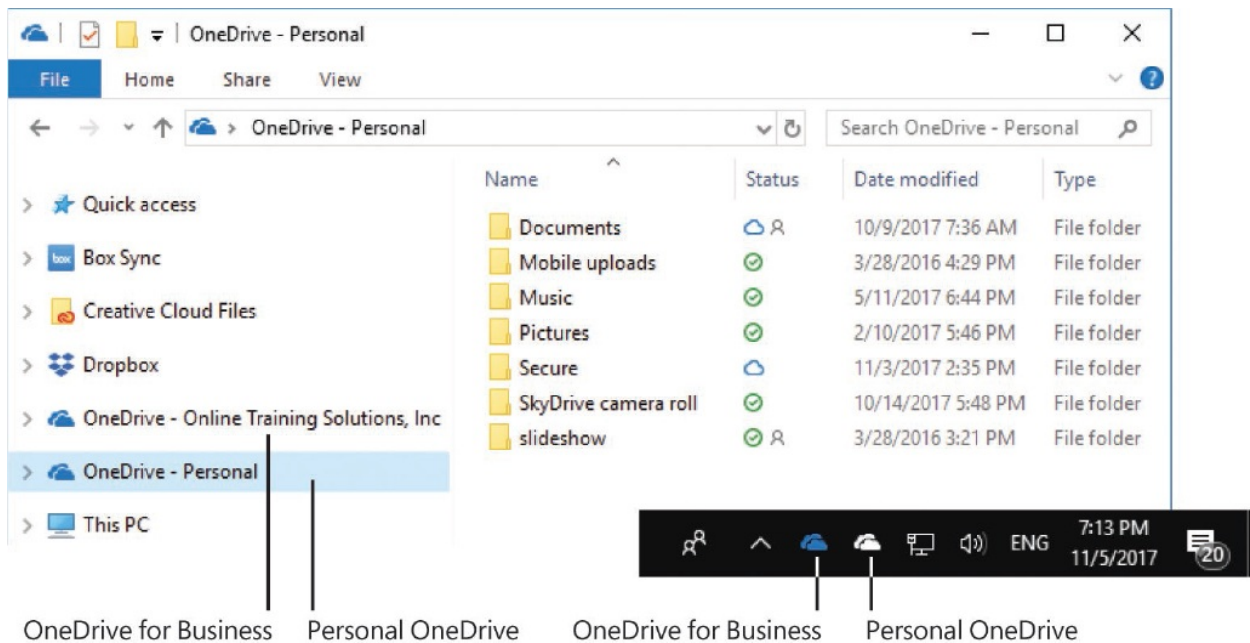 OneDrive - Personal
File Home Share View
OneDrive - Personal
Search OneDrive - Personal
Name Status Date modified Type
Quick access
Box Sync
Creative Cloud Files
Dropbox
OneDrive - Online Training Solutions, Inc
OneDrive - Personal
This PC
Documents 10/9/2017 7:36 AM File folder
Mobile uploads 3/28/2016 4:29 PM File folder
Music 5/11/2017 6:44 PM File folder
Pictures 2/10/2017 5:46 PM File folder
Secure 11/3/2017 2:35 PM File folder
SkyDrive camera roll 10/14/2017 5:48 PM File folder
slideshow 3/28/2016 3:21 PM File folder
box
?
ENG
7:13 PM
11/5/2017
20
OneDrive for Business Personal OneDrive OneDrive for Business Personal OneDrive